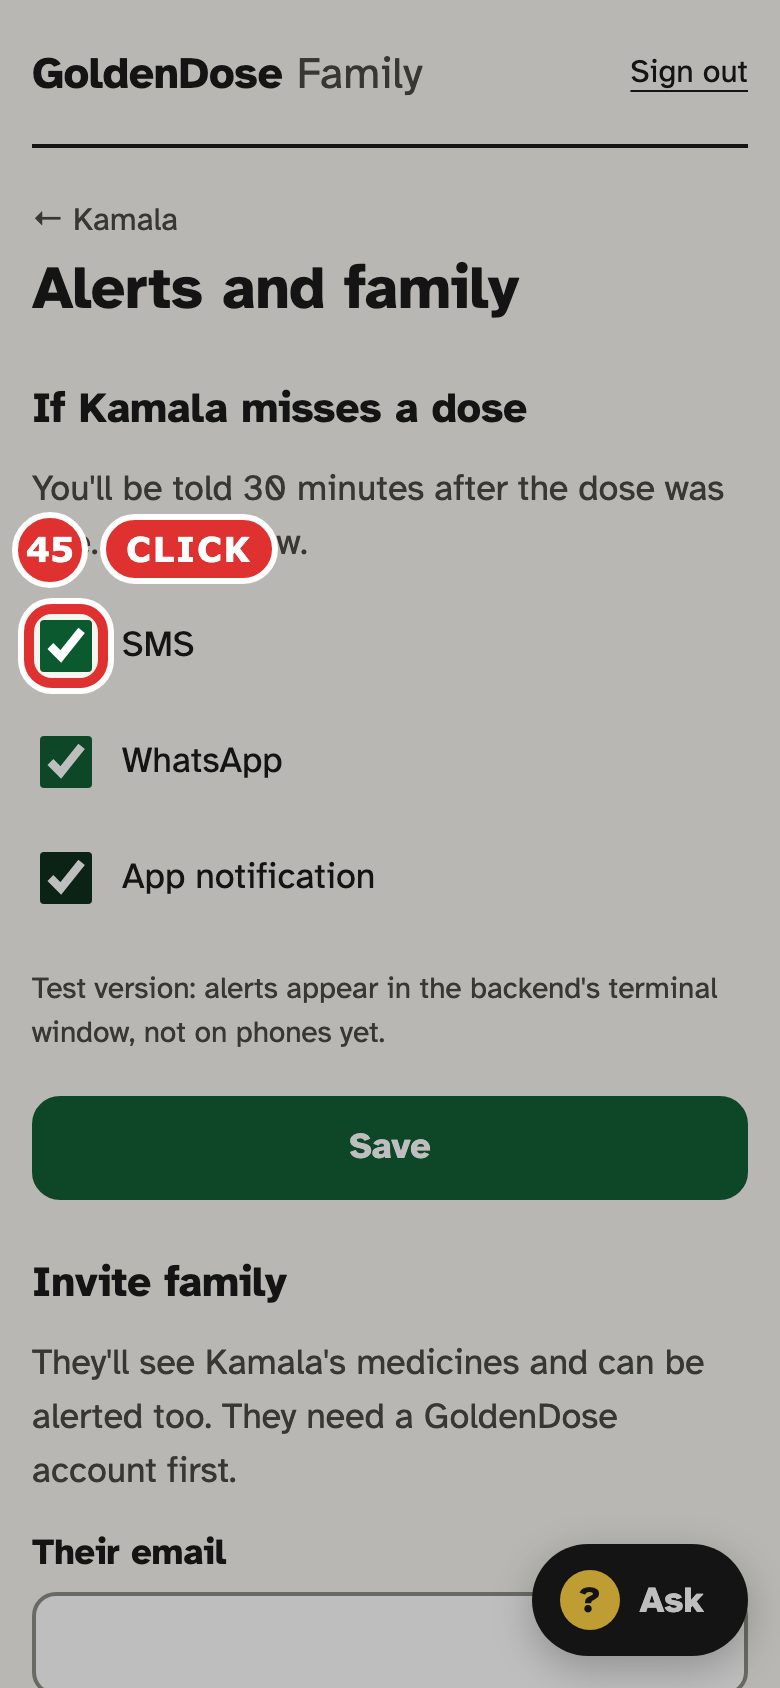 GoldenDose Family
Sign out
← Kamala
Alerts and family
If Kamala misses a dose
You'll be told 30 minutes after the dose was
45 CLICK
SMS
WhatsApp
App notification
Test version: alerts appear in the backend's terminal
window, not on phones yet.
Save
Invite family
They'll see Kamala's medicines and can be
alerted too. They need a GoldenDose
account first.
Their email
? Ask